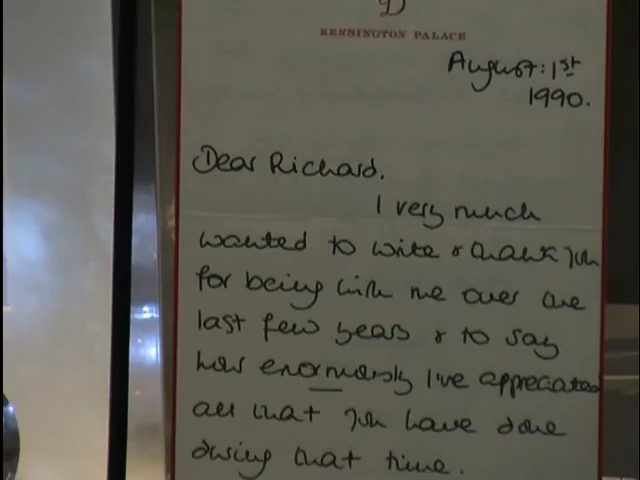 D
KENSINGTON PALACE
August: 1st
1990.
Dear Richard.
I very much
wanted to write & thank you
for being with me over the
last few years & to say
how enormously I've appreciated
all that you have done
during that time.